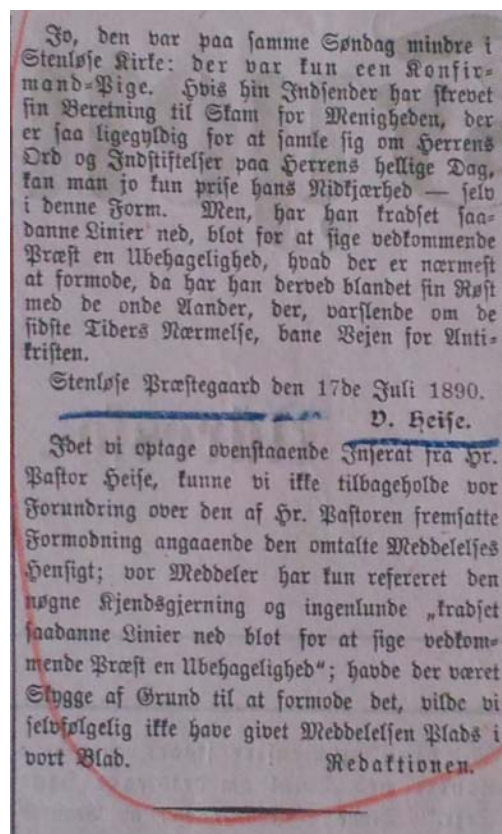 Jo, den var paa samme Søndag mindre i
Stenløse Kirke: der var kun een Konfir-
mand-Pige. Hvis hin Indsender har skrevet
sin Beretning til Skam for Menigheden, der
er saa ligegyldig for at samle sig om Herrens
Ord og Indstiftelser paa Herrens hellige Dag,
kan man jo kun prise hans Nidkjærhed — selv
i denne Form. Men, har han kradset saa-
danne Linier ned, blot for at sige vedkommende
Præst en Ubehagelighed, hvad der er nærmest
at formode, da har han derved blandet sin Røst
med de onde Aander, der, varslende om de
sidste Tiders Nærmelse, bane Vejen for Anti-
kristen.
Stenløse Præstegaard den 17de Juli 1890.
V. Heise.
Idet vi optage ovenstaaende Inserat fra Hr.
Pastor Heise, kunne vi ikke tilbageholde vor
Forundring over den af Hr. Pastoren fremsatte
Formodning angaaende den omtalte Meddelelses
Hensigt; vor Meddeler har kun refereret den
nøgne Kjendsgjerning og ingenlunde „kradset
saadanne Linier ned blot for at sige vedkom-
mende Præst en Ubehagelighed“; havde der været
Skygge af Grund til at formode det, vilde vi
selvfølgelig ikke have givet Meddelelsen Plads i
vort Blad. Redaktionen.